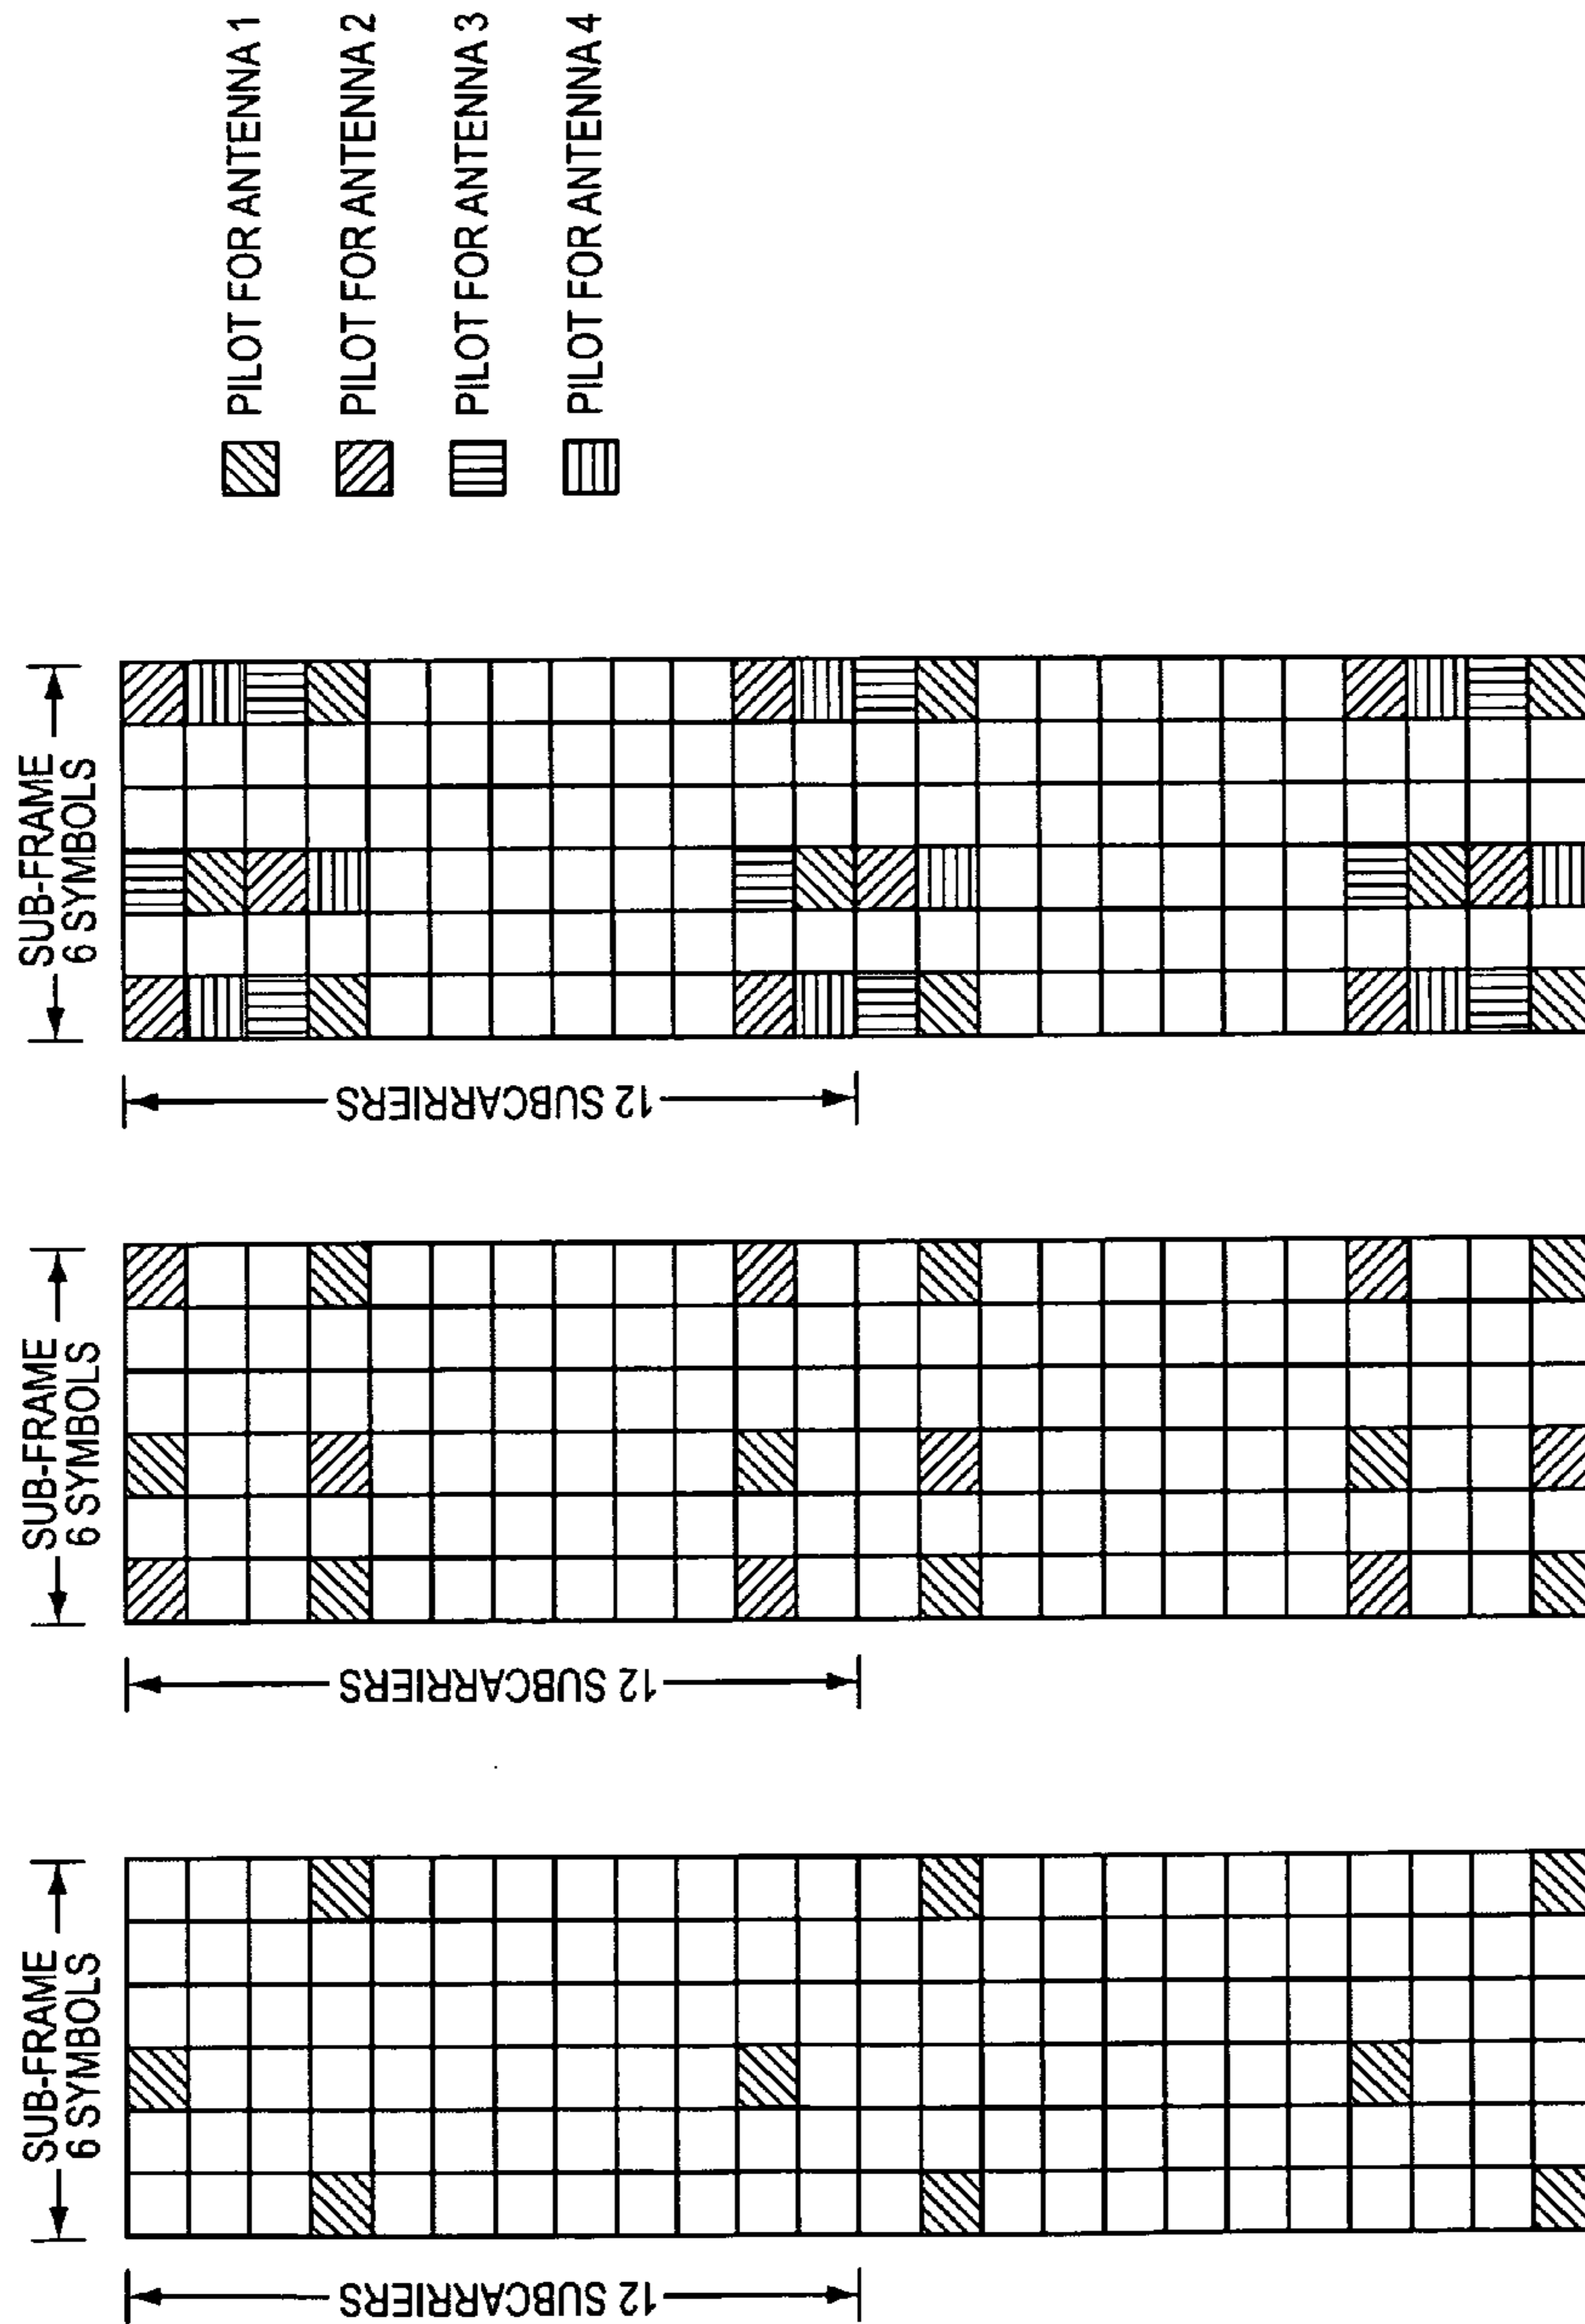 SUB-FRAME
6 SYMBOLS
12 SUBCARRIERS
SUB-FRAME
6 SYMBOLS
12 SUBCARRIERS
SUB-FRAME
6 SYMBOLS
12 SUBCARRIERS
PILOT FOR ANTENNA 1
PILOT FOR ANTENNA 2
PILOT FOR ANTENNA 3
PILOT FOR ANTENNA 4